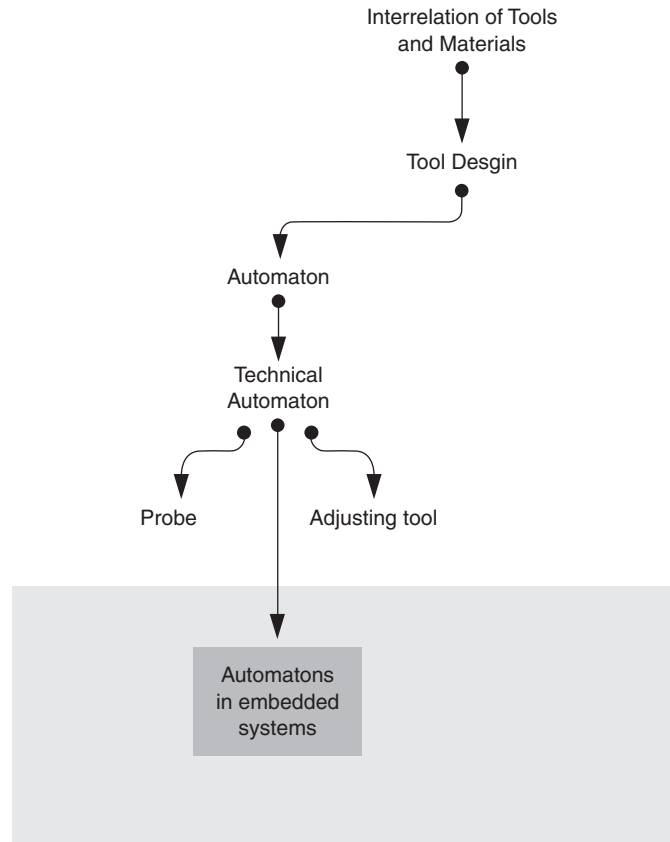 Interrelation of Tools
and Materials
Tool Desgin
Automaton
Technical
Automaton
Probe
Adjusting tool
Automatons
in embedded
systems